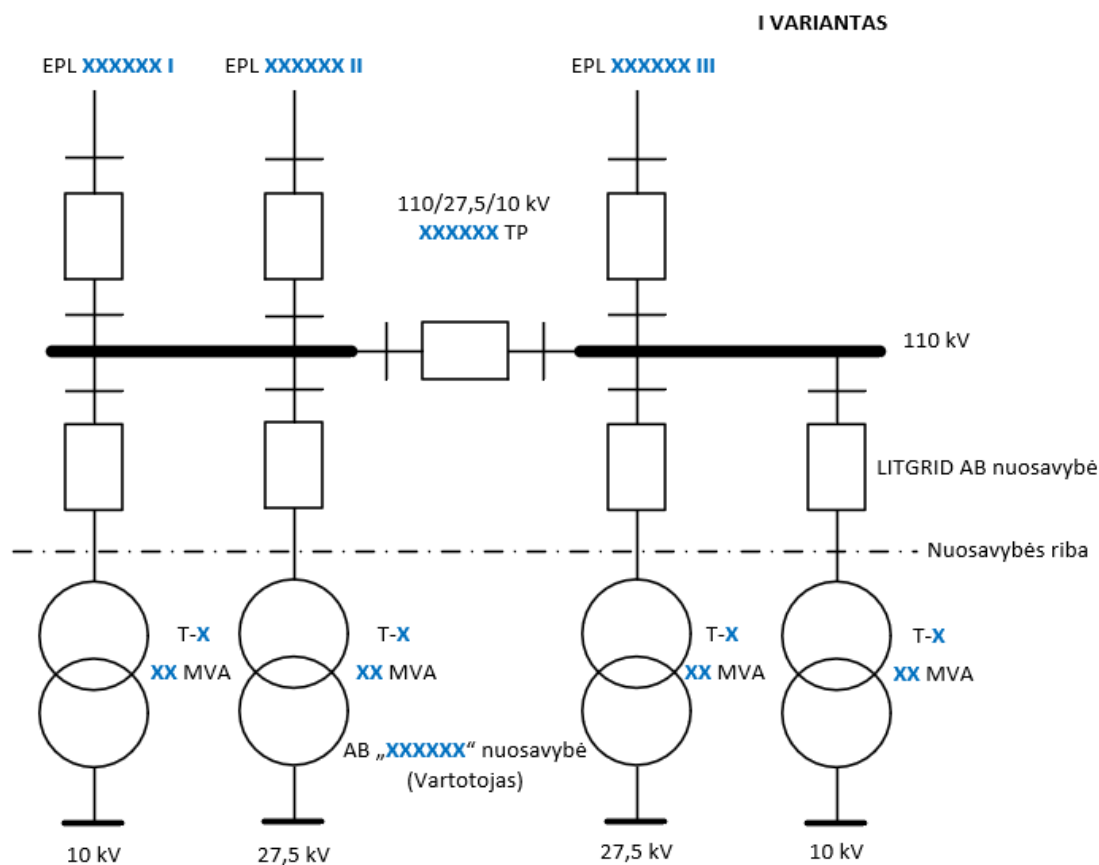 I VARIANTAS
EPL XXXXXX I
EPL XXXXXX II
EPL XXXXXX III
110/27,5/10 kV
XXXXXX TP
110 kV
LITGRID AB nuosavybė
Nuosavybės riba
T-X
XX MVA
T-X
XX MVA
T-X
XX MVA
T-X
XX MVA
AB „XXXXXX“ nuosavybė
(Vartotojas)
10 kV
27,5 kV
27,5 kV
10 kV